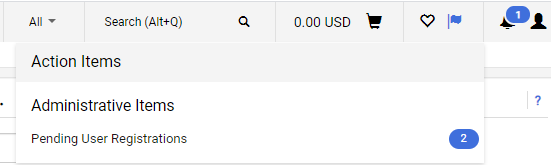 All Search (Alt+Q) 0.00 USD 1
Action Items
Administrative Items
?
Pending User Registrations 2